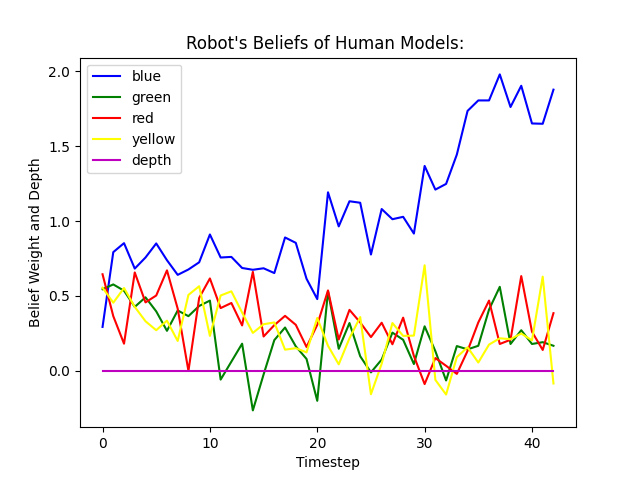 Robot's Beliefs of Human Models:
blue
green
red
yellow
depth
Belief Weight and Depth
2.0
1.5
1.0
0.5
0.0
0 10 20 30 40
Timestep